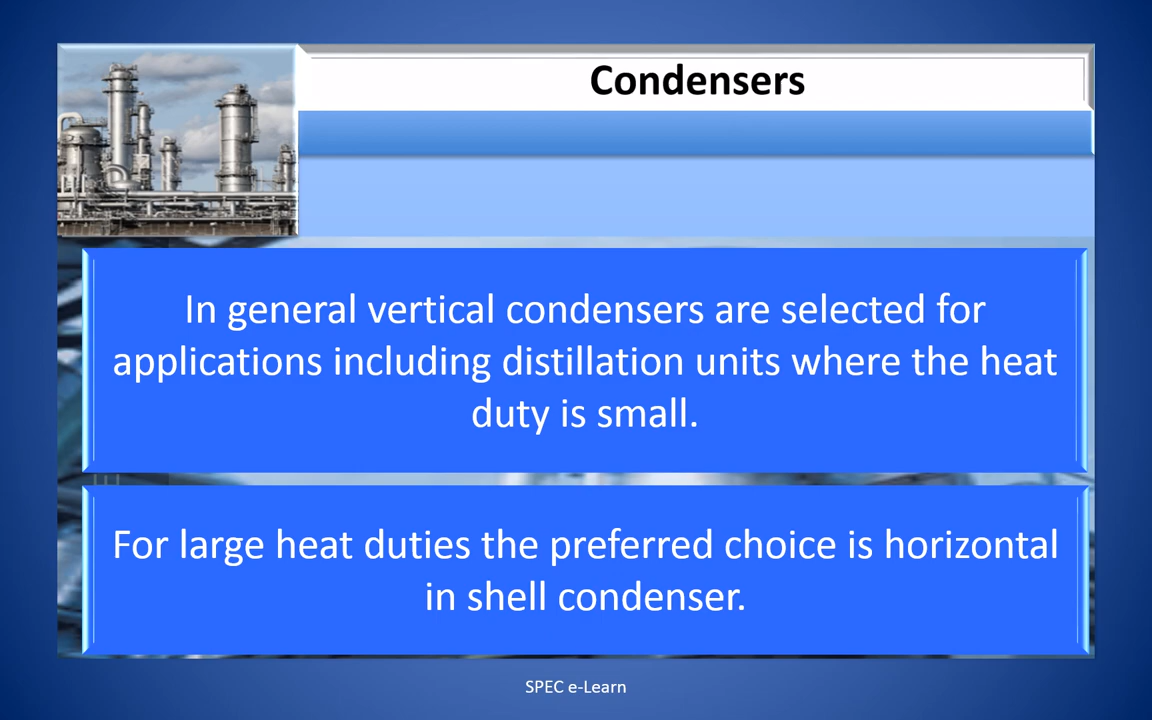 Condensers
In general vertical condensers are selected for
applications including distillation units where the heat
duty is small.
For large heat duties the preferred choice is horizontal
in shell condenser.
SPEC e-Learn